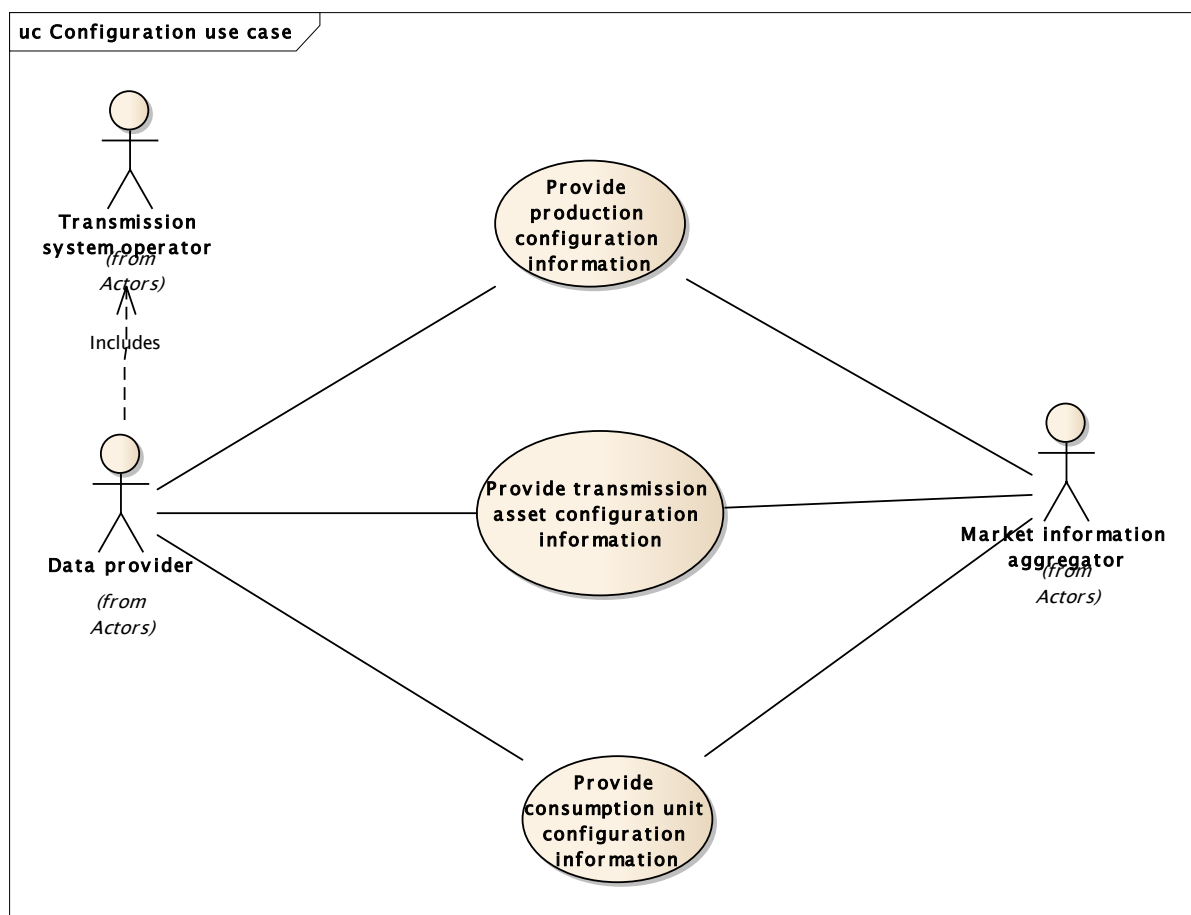 uc Configuration use case
Transmission
system operator
(from
Actors)
Includes
Data provider
(from
Actors)
Provide
production
configuration
information
Provide transmission
asset configuration
information
Provide
consumption unit
configuration
information
Market information
aggregator
(from
Actors)